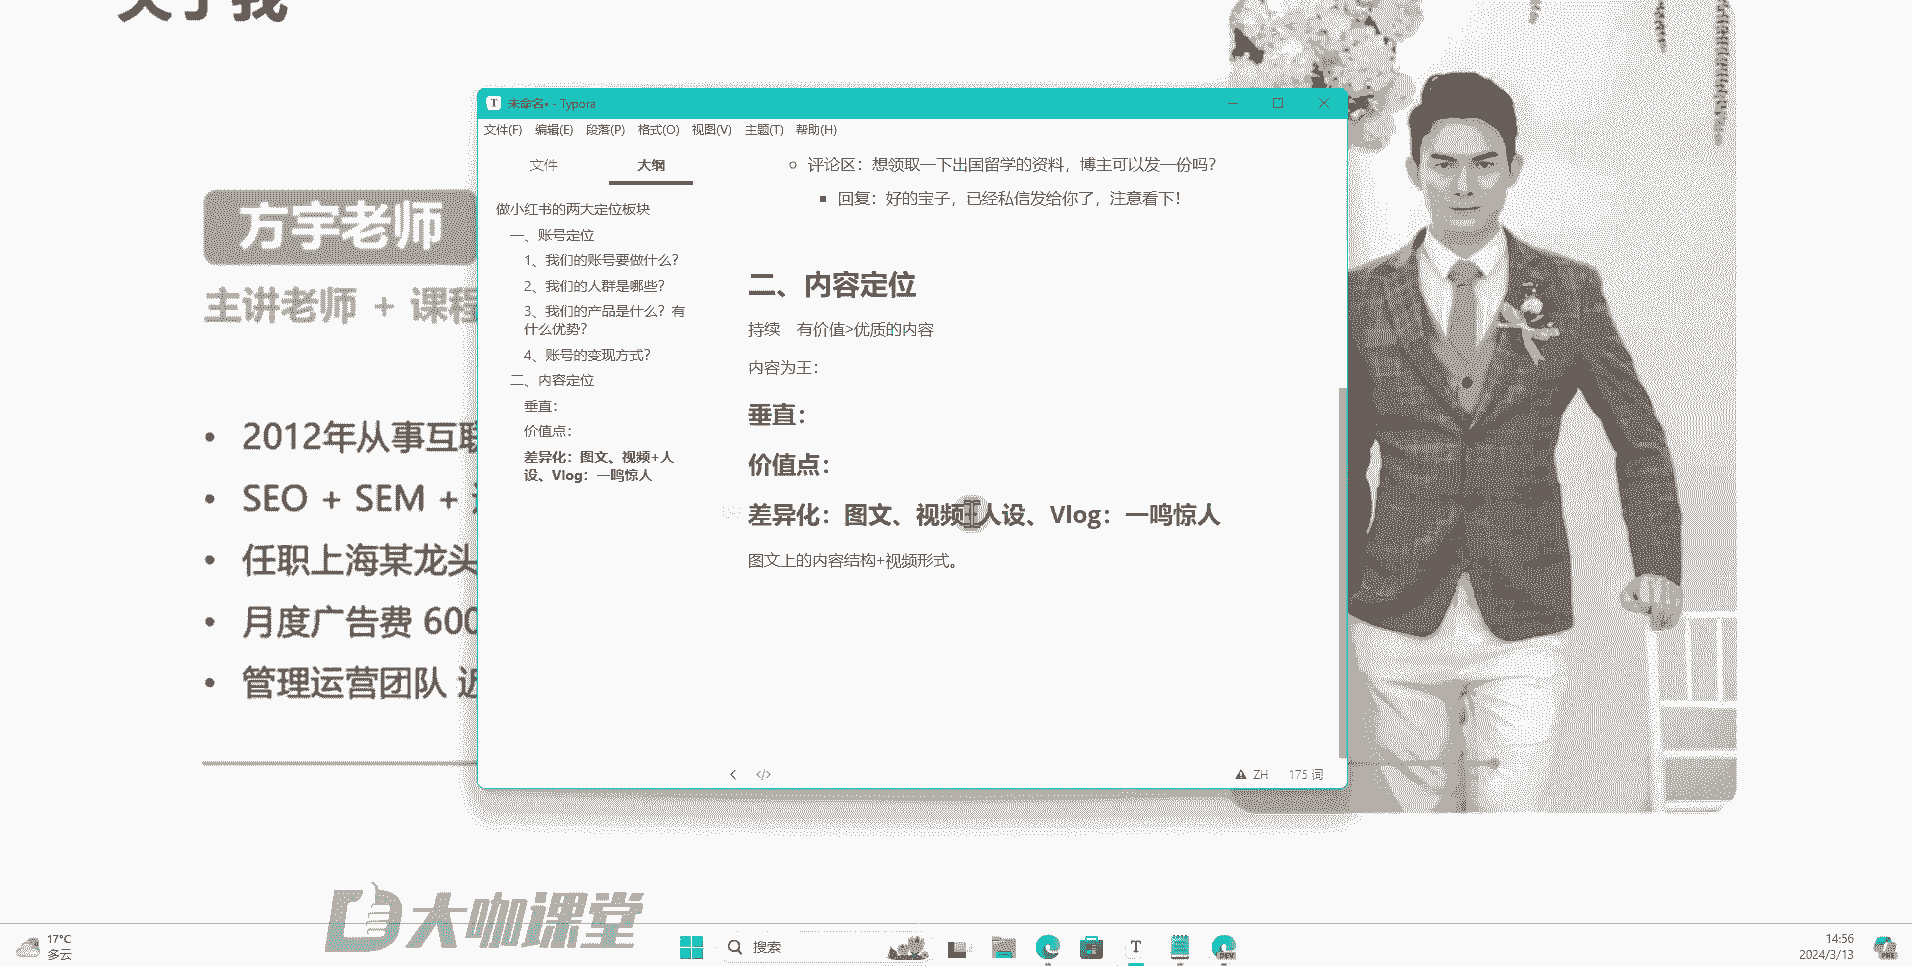 关于我
方宇老师
主讲老师 + 课程
2012年从事互联
SEO + SEM +
任职上海某龙头
月度广告费 600
管理运营团队 近
未命名• - Typora
文件(F) 编辑(E) 段落(P) 格式(O) 视图(V) 主题(T) 帮助(H)
文件 大纲
做小红书的两大定位板块
一、账号定位
1、我们的账号要做什么？
2、我们的人群是哪些？
3、我们的产品是什么？有
什么优势？
4、账号的变现方式？
二、内容定位
垂直：
价值点：
差异化：图文、视频+人
设、Vlog：一鸣惊人
评论区：想领取一下出国留学的资料，博主可以发一份吗？
回复：好的宝子，已经私信发给你了，注意看下！
二、内容定位
持续 有价值>优质的内容
内容为王：
垂直：
价值点：
差异化：图文、视频+人设、Vlog：一鸣惊人
图文上的内容结构+视频形式。
ZH 175 词
大咖课堂
17°C
多云
搜索
14:56
2024/3/13